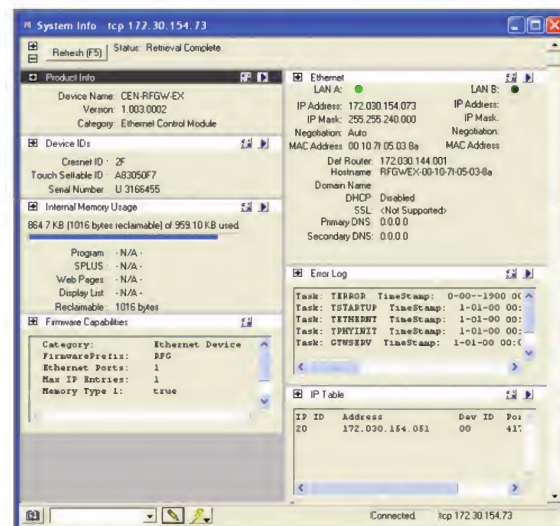 System Info - tcp 172.30.154.73
Refresh (F5) Status: Retrieval Complete
Product Info
Device Name: CEN-RFGW-EX
Version: 1.003.0002
Category: Ethernet Control Module
Device IDs
Cresnet ID: 2F
Touch Settable ID: A83050F7
Serial Number: U 3166455
Internal Memory Usage
864.7 KB (1016 bytes reclaimable) of 959.10 KB used.
Program: - N/A -
SPLUS: - N/A -
Web Pages: - N/A -
Display List: - N/A -
Reclaimable: 1016 bytes
Firmware Capabilities
Category: Ethernet Device
FirmwarePrefix: RFG
Ethernet Ports: 1
Max IP Entries: 1
Memory Type 1: true
Ethernet
LAN A: LAN B:
IP Address: 172.030.154.073 IP Address:
IP Mask: 255.255.240.000 IP Mask:
Negotiation: Auto Negotiation:
MAC Address: 00.10.7f.05.03.8a MAC Address:
Def Router: 172.030.144.001
Hostname: RFGWEX-00-10-7f-05-03-8a
Domain Name:
DHCP: Disabled
SSL: <Not Supported>
Primary DNS: 0.0.0.0
Secondary DNS: 0.0.0.0
Error Log
Task: TERROR TimeStamp: 0-00--1900 00:
Task: TSTARTUP TimeStamp: 1-01-00 00:
Task: TETHERNT TimeStamp: 1-01-00 00:
Task: TPHYINIT TimeStamp: 1-01-00 00:
Task: GTWSERV TimeStamp: 1-01-00 00:
IP Table
IP ID Address Dev ID
20 172.030.154.051 00 417
Connected. tcp 172.30.154.73